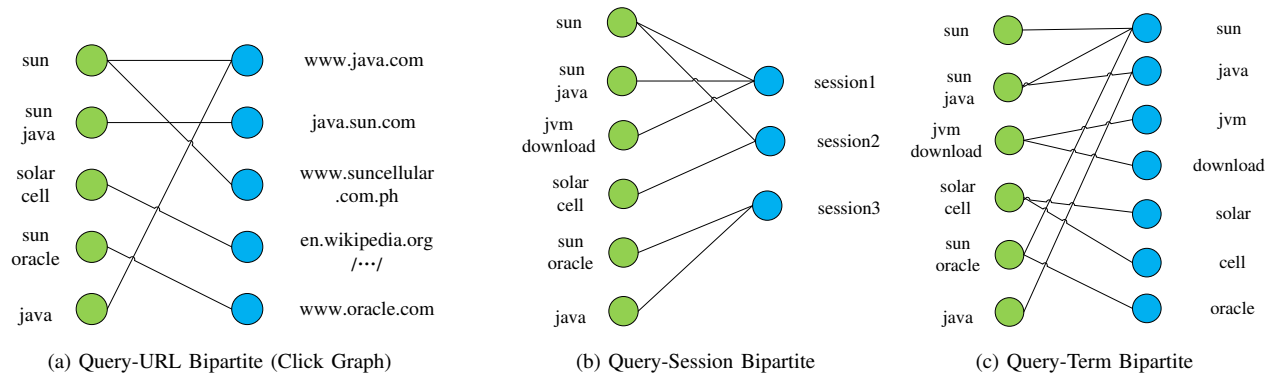 sun
sun
java
solar
cell
sun
oracle
java
www.java.com
java.sun.com
www.suncellular
.com.ph
en.wikipedia.org
/···/
www.oracle.com
(a) Query-URL Bipartite (Click Graph)
sun
sun
java
jvm
download
solar
cell
sun
oracle
java
session1
session2
session3
(b) Query-Session Bipartite
sun
sun
java
jvm
download
solar
cell
sun
oracle
java
sun
java
jvm
download
solar
cell
oracle
(c) Query-Term Bipartite